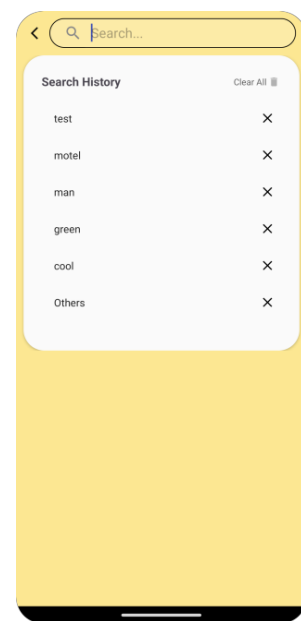 Search...
Search History Clear All
test
motel
man
green
cool
Others